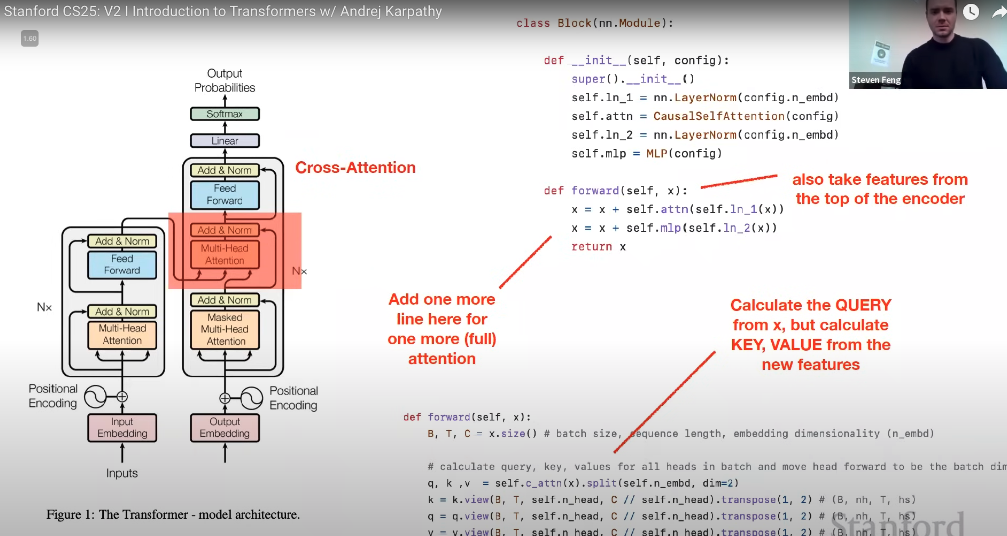 Stanford CS25: V2 I Introduction to Transformers w/ Andrej Karpathy
1.60
Steven Feng
Output
Probabilities
Softmax
Linear
Add & Norm
Feed
Forward
Add & Norm
Multi-Head
Attention
Nx
Add & Norm
Masked
Multi-Head
Attention
Add & Norm
Feed
Forward
Nx
Add & Norm
Multi-Head
Attention
Positional
Encoding
Positional
Encoding
Input
Embedding
Output
Embedding
Inputs
Figure 1: The Transformer - model architecture.
Cross-Attention
class Block(nn.Module):
def __init__(self, config):
super().__init__()
self.ln_1 = nn.LayerNorm(config.n_embd)
self.attn = CausalSelfAttention(config)
self.ln_2 = nn.LayerNorm(config.n_embd)
self.mlp = MLP(config)
def forward(self, x):
x = x + self.attn(self.ln_1(x))
x = x + self.mlp(self.ln_2(x))
return x
also take features from
the top of the encoder
Add one more
line here for
one more (full)
attention
Calculate the QUERY
from x, but calculate
KEY, VALUE from the
new features
def forward(self, x):
B, T, C = x.size() # batch size, sequence length, embedding dimensionality (n_embd)
# calculate query, key, values for all heads in batch and move head forward to be the batch dim
q, k ,v = self.c_attn(x).split(self.n_embd, dim=2)
k = k.view(B, T, self.n_head, C // self.n_head).transpose(1, 2) # (B, nh, T, hs)
q = q.view(B, T, self.n_head, C // self.n_head).transpose(1, 2) # (B, nh, T, hs)
v = v.view(B, T, self.n_head, C // self.n_head).transpose(1, 2) # (B, nh, T, hs)
Stanford